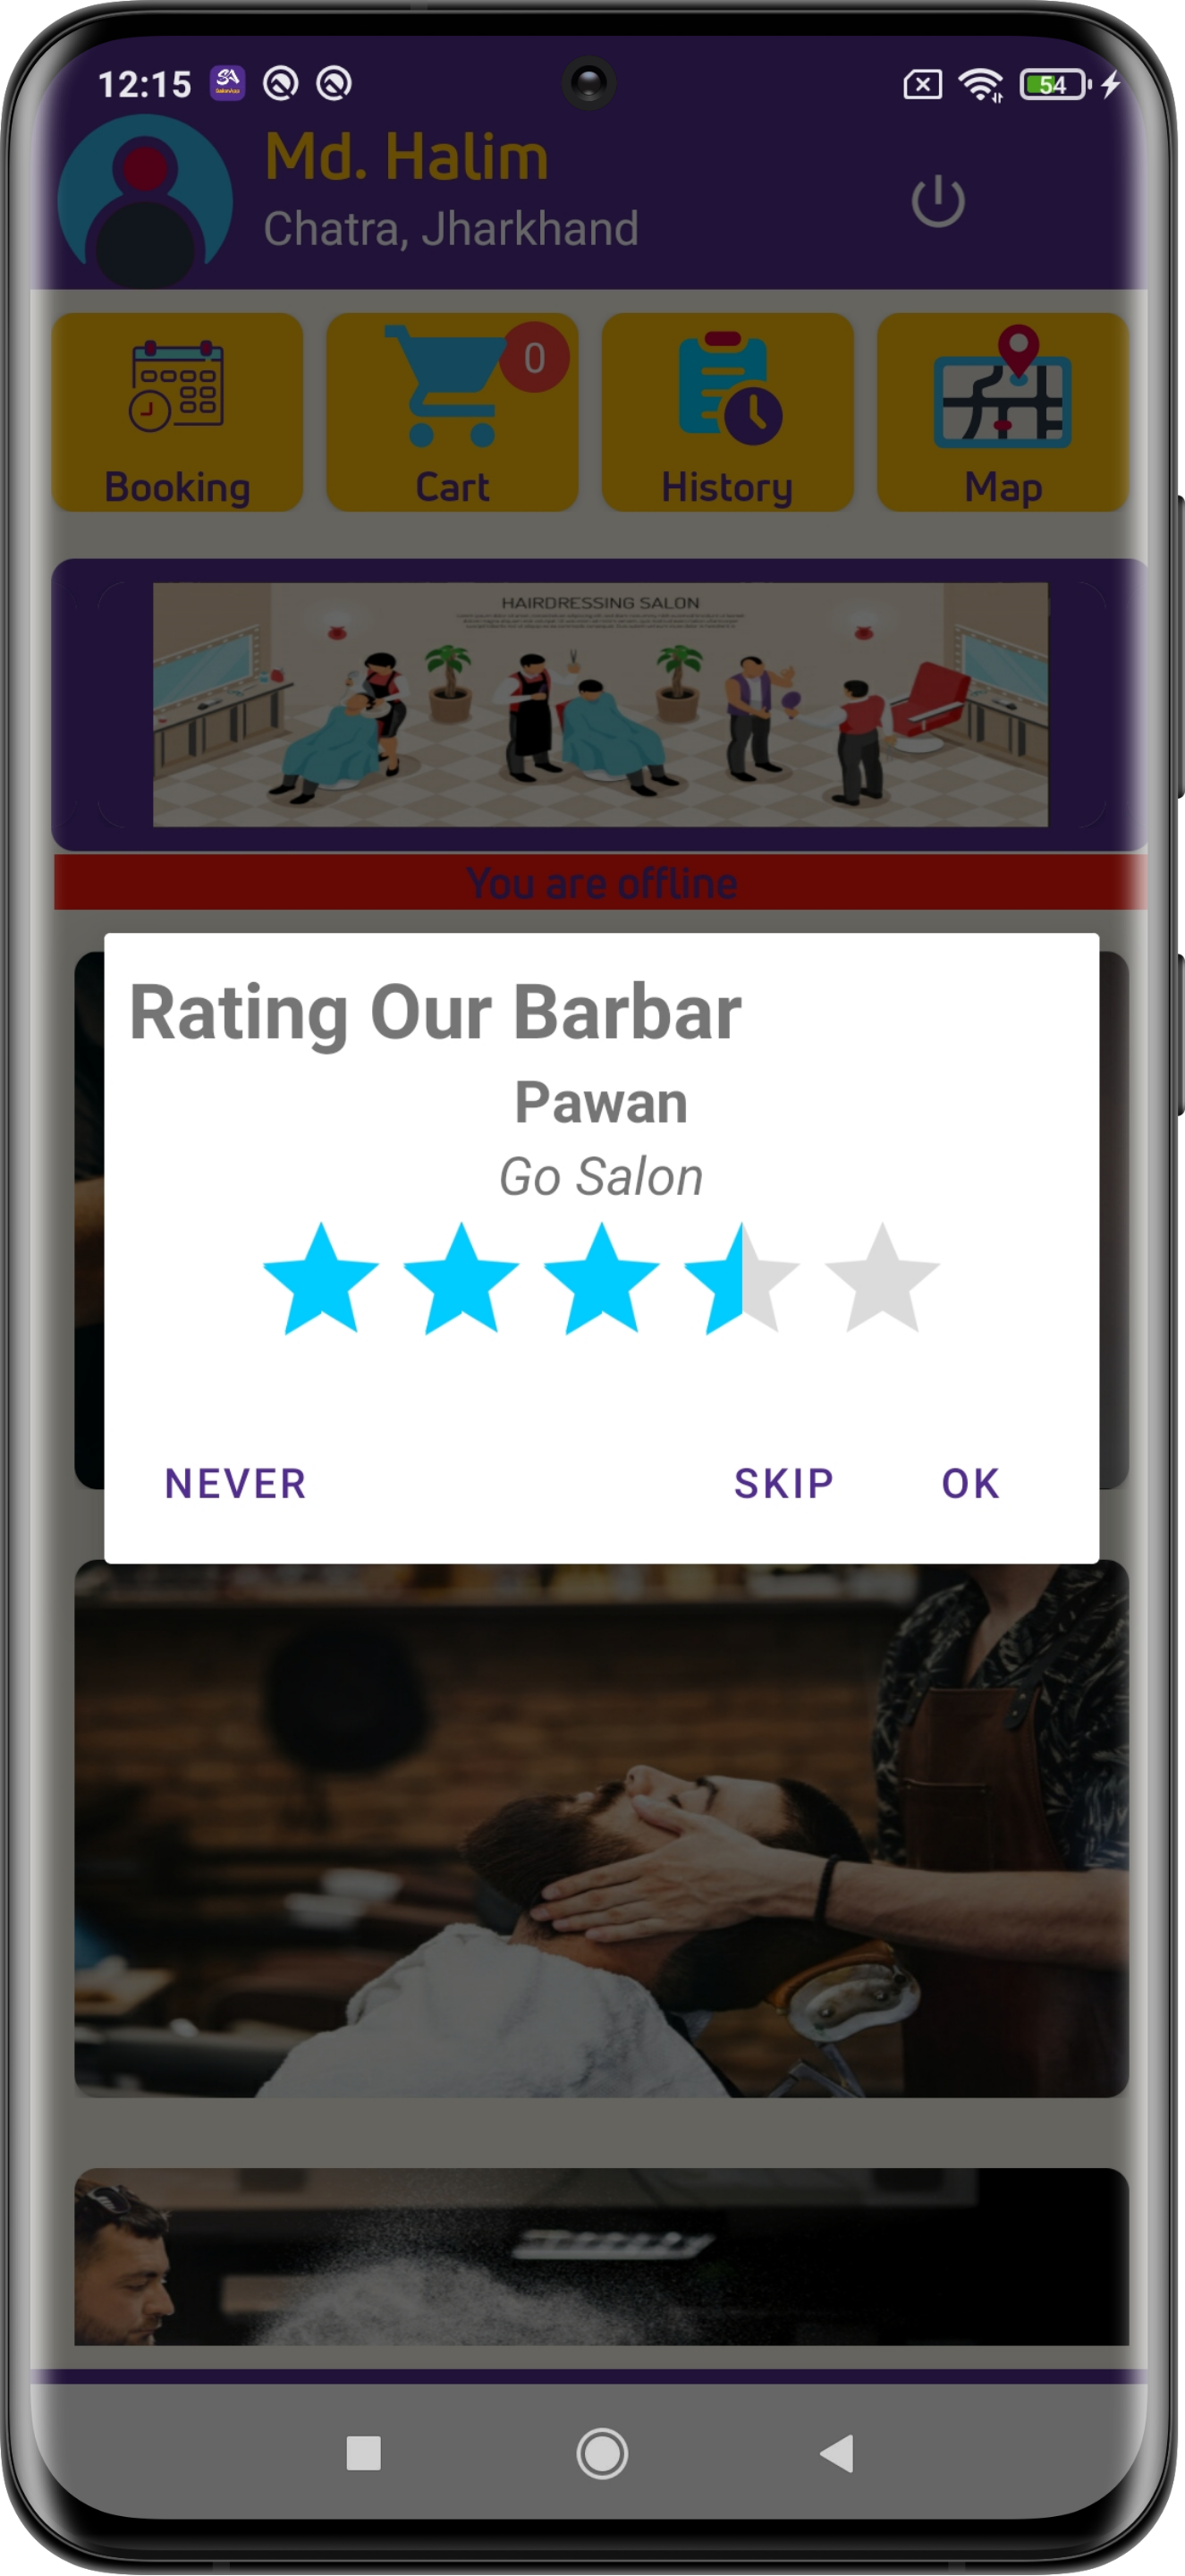 12:15
54
Md. Halim
Chatra, Jharkhand
0
Booking
Cart
History
Map
HAIRDRESSING SALON
You are offline
Rating Our Barbar
Pawan
Go Salon
NEVER
SKIP
OK